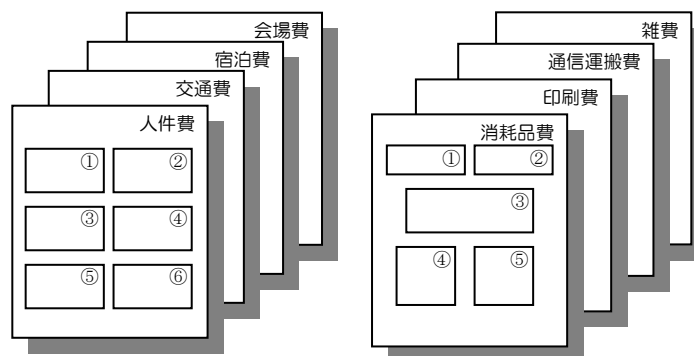 会場費
宿泊費
交通費
人件費
① ②
③ ④
⑤ ⑥
雑費
通信運搬費
印刷費
消耗品費
① ②
③
④ ⑤